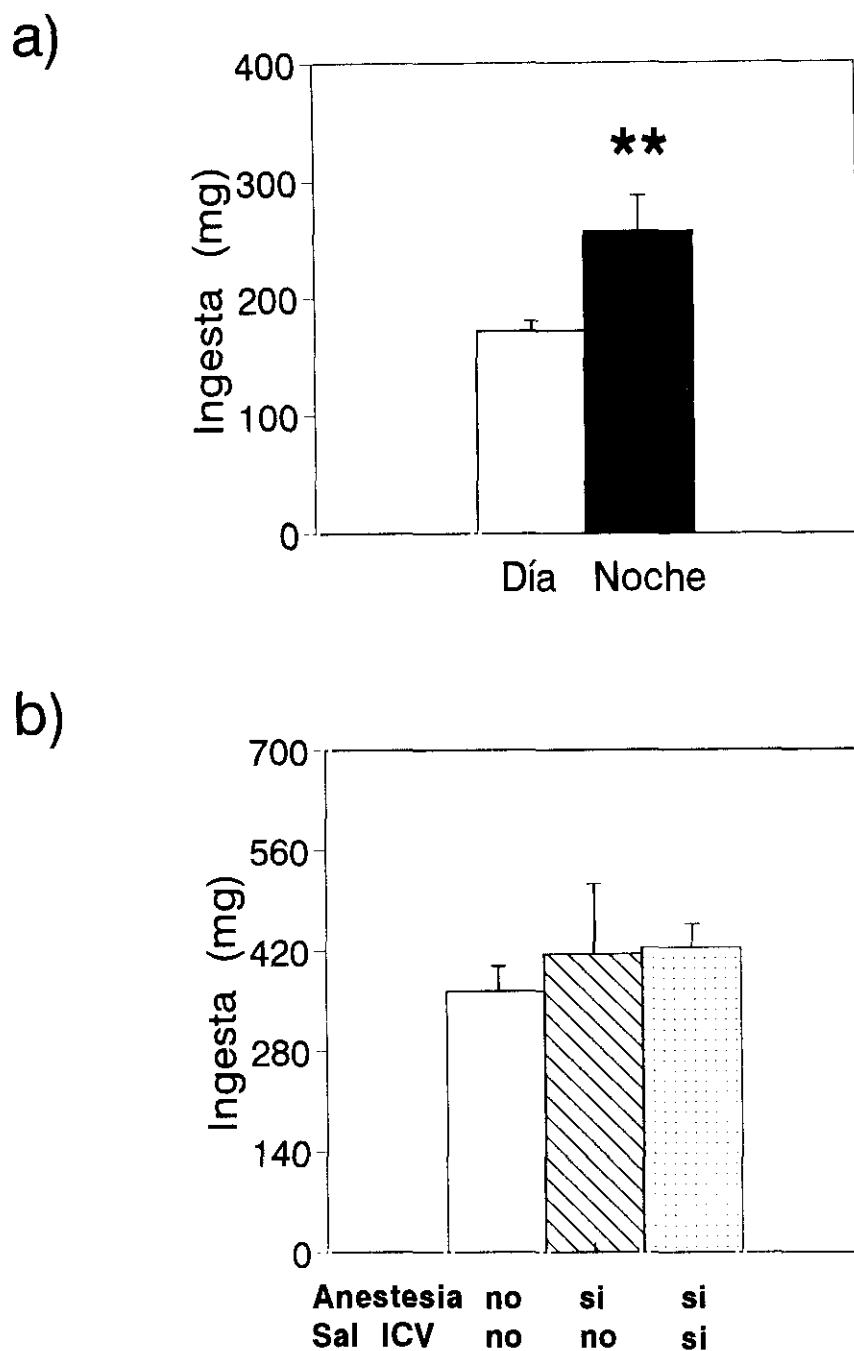 a)
400
300
200
100
0
Ingesta (mg)
**
Día Noche
b)
700
560
420
280
140
0
Ingesta (mg)
Anestesia no si si
Sal ICV no no si